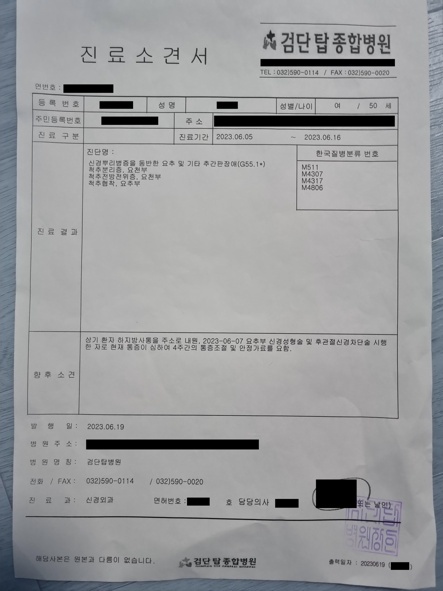 진료소견서
검단탑종합병원
TEL:032)590-0114 / FAX:032)590-0020
연번호 :
등록 번호 성명 성별/나이 여 / 50 세
주민등록번호 주소
진료 구분 진료기간 2023.06.05 ~ 2023.06.16
진료 결과
진단명 :
신경뿌리병증을 동반한 요추 및 기타 추간판장애(G55.1*)
척추분리증, 요천부
척추전방전위증, 요천부
척추협착, 요추부
한국질병분류 번호
M511
M4307
M4317
M4806
향후 소견
상기 환자 하지방사통을 주소로 내원, 2023-06-07 요추부 신경성형술 및 후관절신경차단술 시행
한 자로 현재 통증이 심하여 4주간의 통증조절 및 안정가료를 요함.
발 행 일: 2023.06.19
병원주소:
병원명칭: 검단탑병원
전화 / FAX: 032)590-0114 / 032)590-0020
진 료 과: 신경외과 면허번호: 호 담당의사 또는 날인)
해당사본은 원본과 다름이 없습니다.
검단탑종합병원
출력일자 : 20230619 (